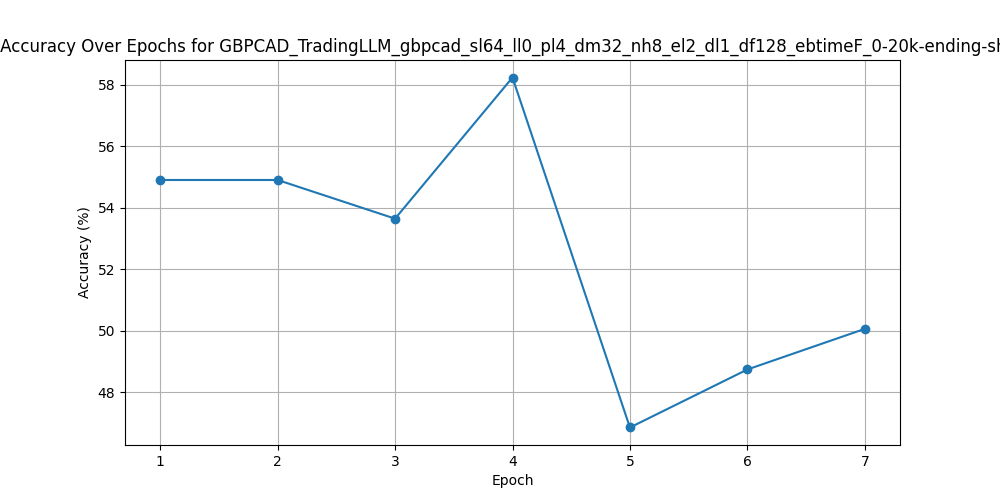 Accuracy Over Epochs for GBPCAD_TradingLLM_gbpcad_sl64_ll0_pl4_dm32_nh8_el2_dl1_df128_ebtimeF_0-20k-ending-sh
58
56
54
52
50
48
Accuracy (%)
1 2 3 4 5 6 7
Epoch